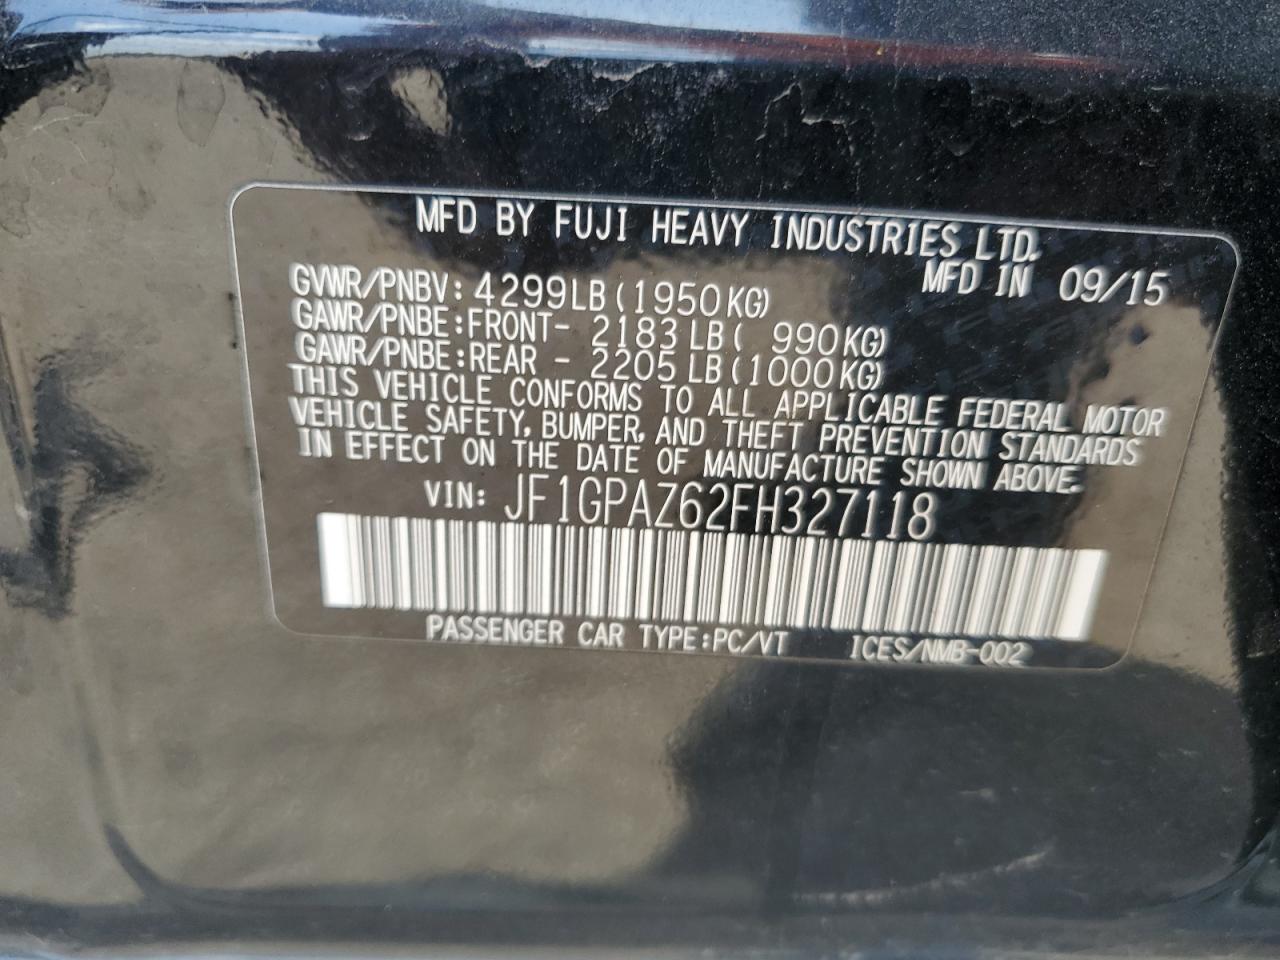 MFD BY FUJI HEAVY INDUSTRIES LTD.
MFD IN 09/15
GVWR/PNBV: 4299LB (1950KG)
GAWR/PNBE:FRONT- 2183LB ( 990KG)
GAWR/PNBE:REAR - 2205LB (1000KG)
THIS VEHICLE CONFORMS TO ALL APPLICABLE FEDERAL MOTOR
VEHICLE SAFETY, BUMPER, AND THEFT PREVENTION STANDARDS
IN EFFECT ON THE DATE OF MANUFACTURE SHOWN ABOVE.
VIN: JF1GPAZ62FH327118
PASSENGER CAR TYPE:PC/VT ICES/NMB-002